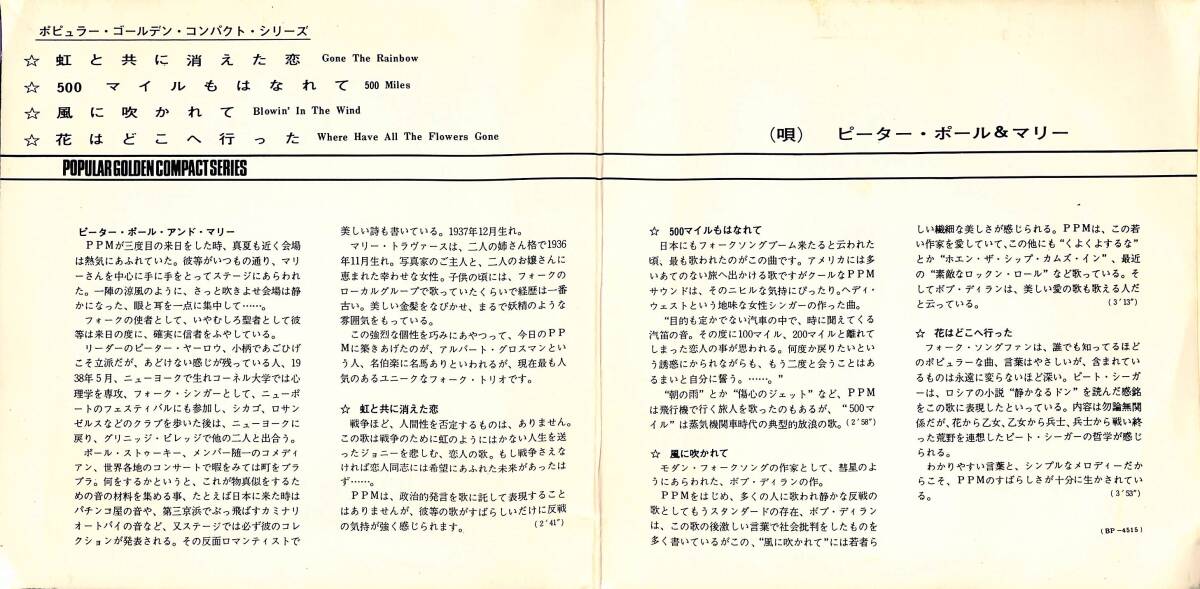 ポピュラー・ゴールデン・コンパクト・シリーズ
☆ 虹と共に消えた恋 Gone The Rainbow
☆ 500マイルもはなれて 500 Miles
☆ 風に吹かれて Blowin' In The Wind
☆ 花はどこへ行った Where Have All The Flowers Gone
(唄) ピーター・ポール&マリー
POPULAR GOLDEN COMPACT SERIES
ピーター・ポール・アンド・マリー
PPMが三度目の来日をした時、真夏も近く会場
は熱気にあふれていた。彼等がいつもの通り、マリ
ーさんを中心に手に手をとってステージにあらわれ
た。一陣の涼風のように、さっと吹きよせ会場は静
かになった、眼と耳を一点に集中して……。
フォークの使者として、いやむしろ聖者として彼
等は来日の度に、確実に信者をふやしている。
リーダーのピーター・ヤーロウ、小柄であごひげ
こそ立派だが、あどけない感じが残っている人、19
38年5月、ニューヨークで生れコーネル大学では心
理学を専攻、フォーク・シンガーとして、ニューポ
ートのフェスティバルにも参加し、シカゴ、ロサン
ゼルスなどのクラブを歩いた後は、ニューヨークに
戻り、グリニッジ・ビレッジで他の二人と出合う。
ポール・ストゥーキー、メンバー随一のコメディ
アン、世界各地のコンサートで暇をみては町をブラ
ブラ。何をするかというと、これが物真似をするた
めの音の材料を集める事、たとえば日本に来た時は
パチンコ屋の音や、第三京浜でぶっ飛ばすカミナリ
オートバイの音など、又ステージでは必ず彼のコレ
クションが発表される。その反面ロマンティストで
美しい詩も書いている。1937年12月生れ。
マリー・トラヴァースは、二人の姉さん格で1936
年11月生れ。写真家のご主人と、二人のお嬢さんに
恵まれた幸わせな女性。子供の頃には、フォークの
ローカルグループで歌っていたくらいで経歴は一番
古い。美しい金髪をなびかせ、まるで妖精のような
雰囲気をもっている。
この強烈な個性を巧みにあやつって、今日のPP
Mに築きあげたのが、アルバート・グロスマンとい
う人、名伯楽に名馬ありといわれるが、現在最も人
気のあるユニークなフォーク・トリオです。
☆ 虹と共に消えた恋
戦争ほど、人間性を否定するものは、ありません。
この歌は戦争のために虹のようにはかない人生を送
ったジョニーを悲しむ、恋人の歌。もし戦争さえな
ければ恋人同志には希望にあふれた未来があったは
ず……。
PPMは、政治的発言を歌に託して表現すること
はありませんが、彼等の歌がすばらしいだけに反戦
の気持が強く感じられます。 (2′41″)
☆ 500マイルもはなれて
日本にもフォークソングブーム来たると云われた
頃、最も歌われたのがこの曲です。アメリカには多
いあてのない旅へ出かける歌ですがクールなPPM
サウンドは、そのニヒルな気持にぴったり。ヘディ・
ウェストという地味な女性シンガーの作った曲。
“目的も定かでない汽車の中で、時に聞えてくる
汽笛の音。その度に100マイル、200マイルと離れて
しまった恋人の事が思われる。何度か戻りたいとい
う誘惑にかられながらも、もう二度と会うことはあ
るまいと自分に誓う。……。”
“朝の雨”とか“傷心のジェット”など、PPM
は飛行機で行く旅人を歌ったのもあるが、“500マ
イル”は蒸気機関車時代の典型的放浪の歌。(2′58″)
☆ 風に吹かれて
モダン・フォークソングの作家として、彗星のよ
うにあらわれた、ボブ・ディランの作。
PPMをはじめ、多くの人に歌われ静かな反戦の
歌としてもうスタンダードの存在、ボブ・ディラン
は、この歌の後激しい言葉で社会批判をしたものを
多く書いているがこの、“風に吹かれて”には若者ら
しい繊細な美しさが感じられる。PPMは、この若
い作家を愛していて、この他にも“くよくよするな”
とか“ホエン・ザ・シップ・カムズ・イン”、最近
の“素敵なロックン・ロール”など歌っている。そ
してボブ・ディランは、美しい愛の歌も歌える人だ
と云っている。 (3′13″)
☆ 花はどこへ行った
フォーク・ソングファンは、誰でも知ってるほど
のポピュラーな曲、言葉はやさしいが、含まれてい
るものは永遠に変らないほど深い。ピート・シーガ
ーは、ロシアの小説“静かなるドン”を読んだ感銘
をこの歌に表現したといっている。内容は勿論無関
係だが、花から乙女、乙女から兵士、兵士から戦い終
った荒野を連想したピート・シーガーの哲学が感じ
られる。
わかりやすい言葉と、シンプルなメロディーだか
らこそ、PPMのすばらしさが十分に生かされてい
る。 (3′53″)
(BP-4515)